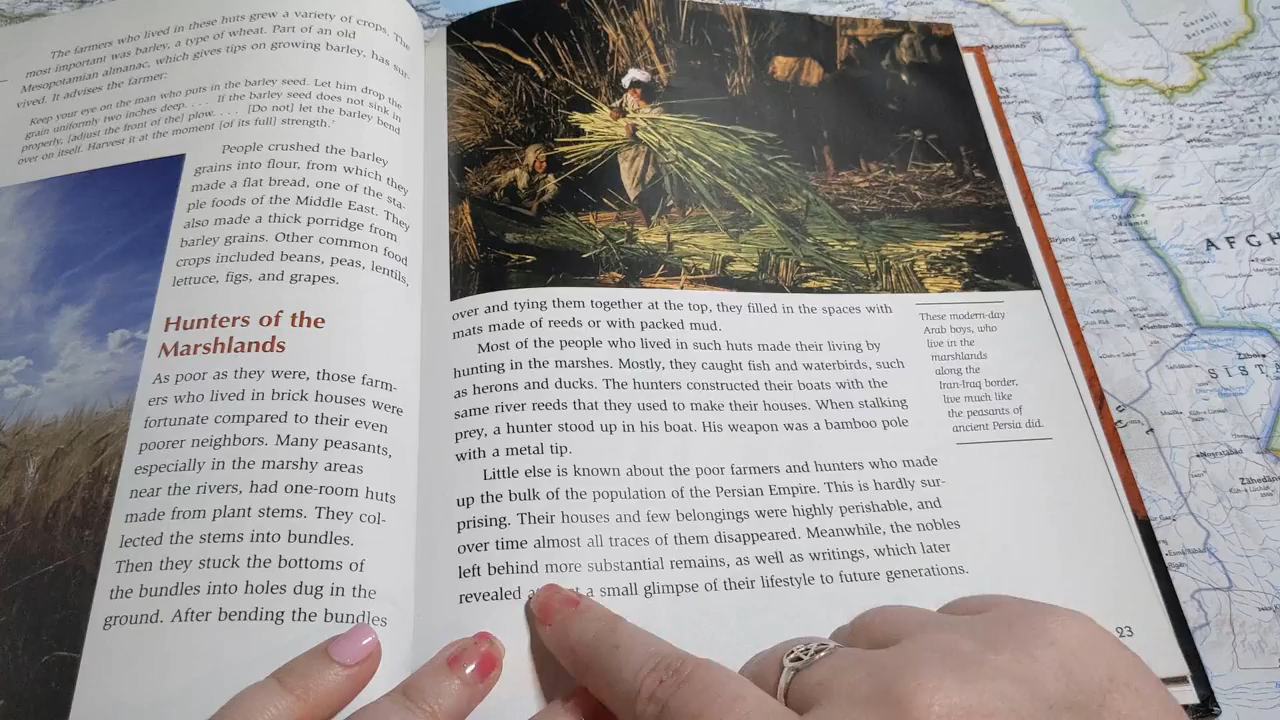 The farmers who lived in these huts grew a variety of crops. The
most important was barley, a type of wheat. Part of an old
Mesopotamian almanac, which gives tips on growing barley, has sur-
vived. It advises the farmer:
Keep your eye on the man who puts in the barley seed. Let him drop the
grain uniformly two inches deep. . . . If the barley seed does not sink in
properly, [adjust the front of the] plow. . . . [Do not] let the barley bend
over on itself. Harvest it at the moment [of its full] strength.
People crushed the barley
grains into flour, from which they
made a flat bread, one of the sta-
ple foods of the Middle East. They
also made a thick porridge from
barley grains. Other common food
crops included beans, peas, lentils,
lettuce, figs, and grapes.
Hunters of the
Marshlands
As poor as they were, those farm-
ers who lived in brick houses were
fortunate compared to their even
poorer neighbors. Many peasants,
especially in the marshy areas
near the rivers, had one-room huts
made from plant stems. They col-
lected the stems into bundles.
Then they stuck the bottoms of
the bundles into holes dug in the
ground. After bending the bundles
over and tying them together at the top, they filled in the spaces with
mats made of reeds or with packed mud.
Most of the people who lived in such huts made their living by
hunting in the marshes. Mostly, they caught fish and waterbirds, such
as herons and ducks. The hunters constructed their boats with the
same river reeds that they used to make their houses. When stalking
prey, a hunter stood up in his boat. His weapon was a bamboo pole
with a metal tip.
Little else is known about the poor farmers and hunters who made
up the bulk of the population of the Persian Empire. This is hardly sur-
prising. Their houses and few belongings were highly perishable, and
over time almost all traces of them disappeared. Meanwhile, the nobles
left behind more substantial remains, as well as writings, which later
revealed a small glimpse of their lifestyle to future generations.
These modern-day
Arab boys, who
live in the
marshlands
along the
Iran-Iraq border,
live much like
the peasants of
ancient Persia did.
23
AFGH
SISTA
Zāhedān